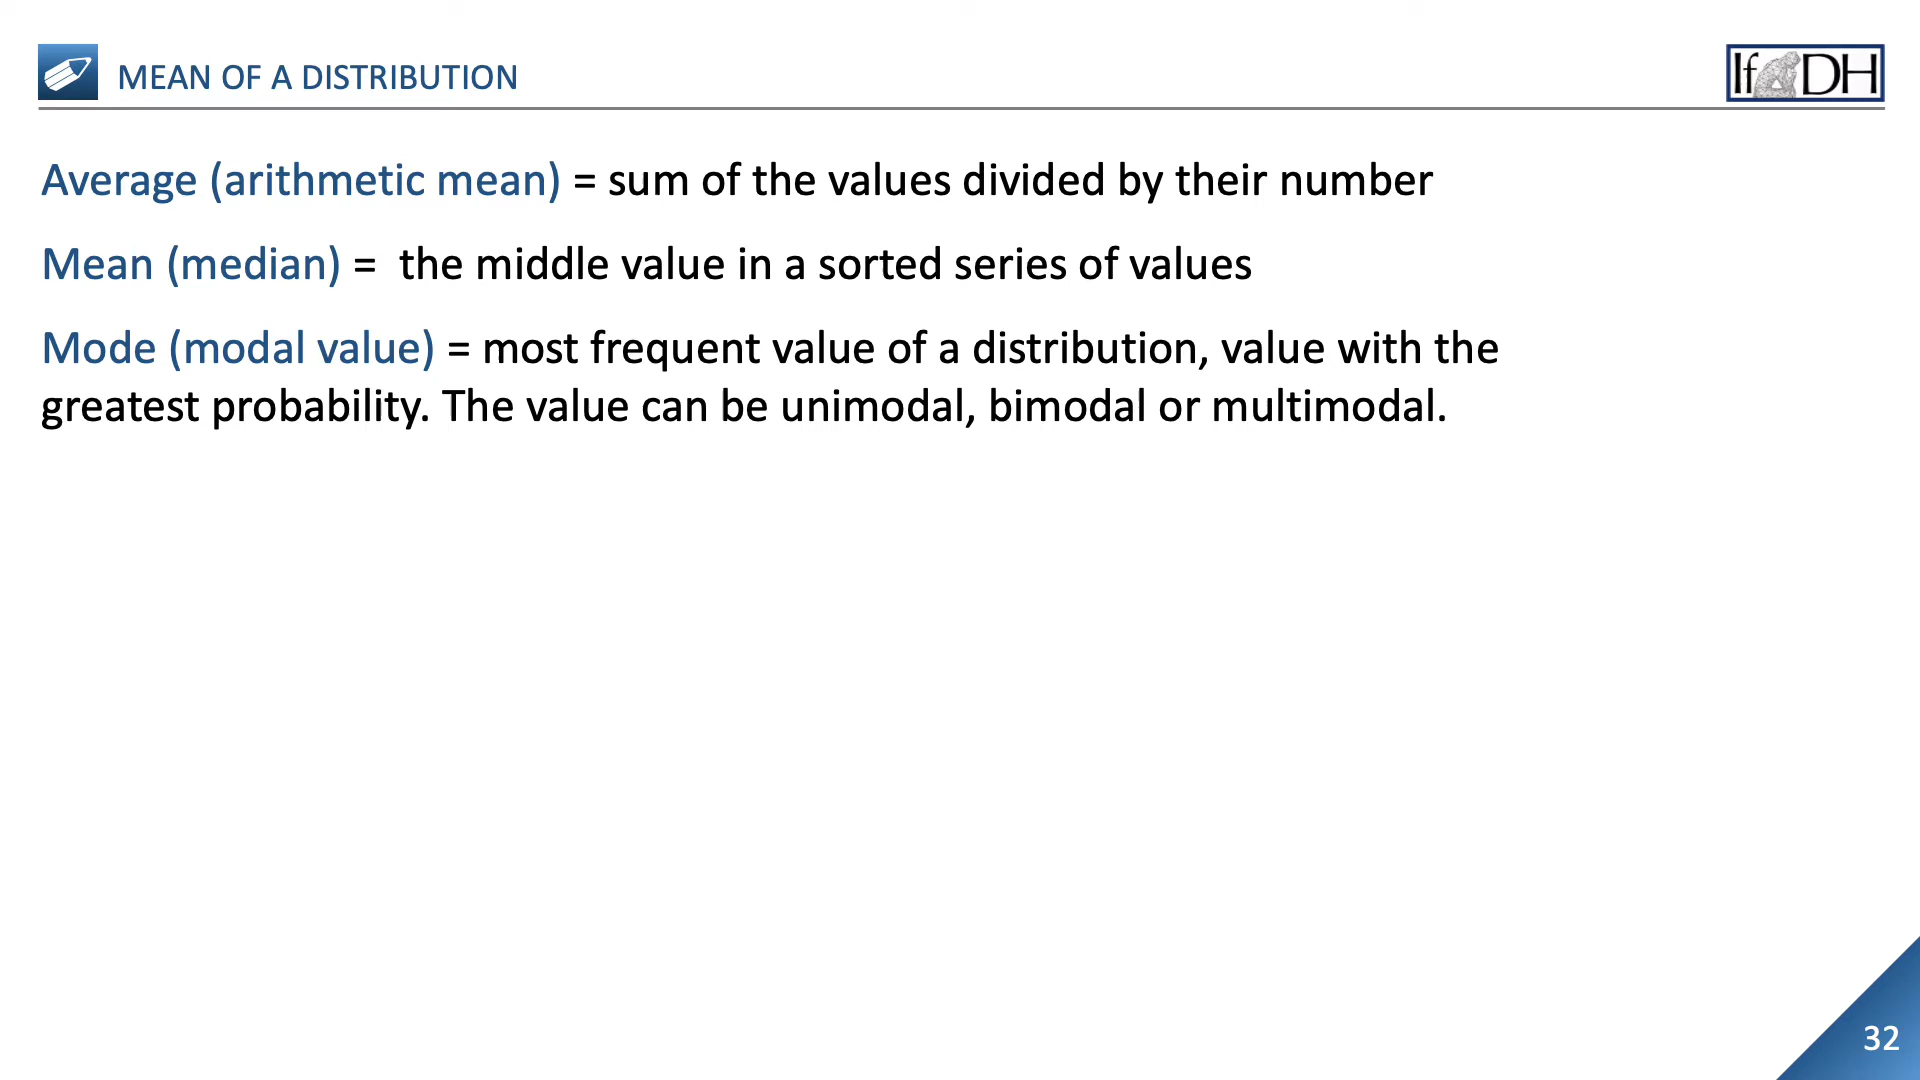 MEAN OF A DISTRIBUTION
IfDH
Average (arithmetic mean) = sum of the values divided by their number
Mean (median) =  the middle value in a sorted series of values
Mode (modal value) = most frequent value of a distribution, value with the
greatest probability. The value can be unimodal, bimodal or multimodal.
32